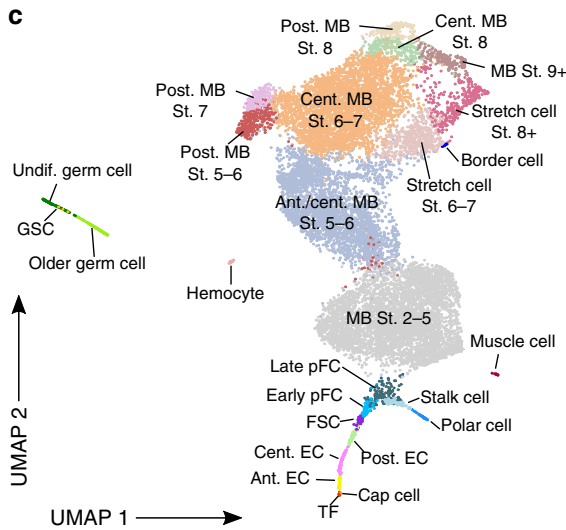 c
Post. MB
St. 8
Cent. MB
St. 8
MB St. 9+
Post. MB
St. 7
Cent. MB
St. 6–7
Stretch cell
St. 8+
Post. MB
St. 5–6
Border cell
Undif. germ cell
Stretch cell
St. 6–7
Ant./cent. MB
St. 5–6
GSC
Older germ cell
Hemocyte
MB St. 2–5
Muscle cell
Late pFC
Early pFC
Stalk cell
FSC
Polar cell
Cent. EC
Post. EC
Ant. EC
Cap cell
TF
UMAP 2
UMAP 1